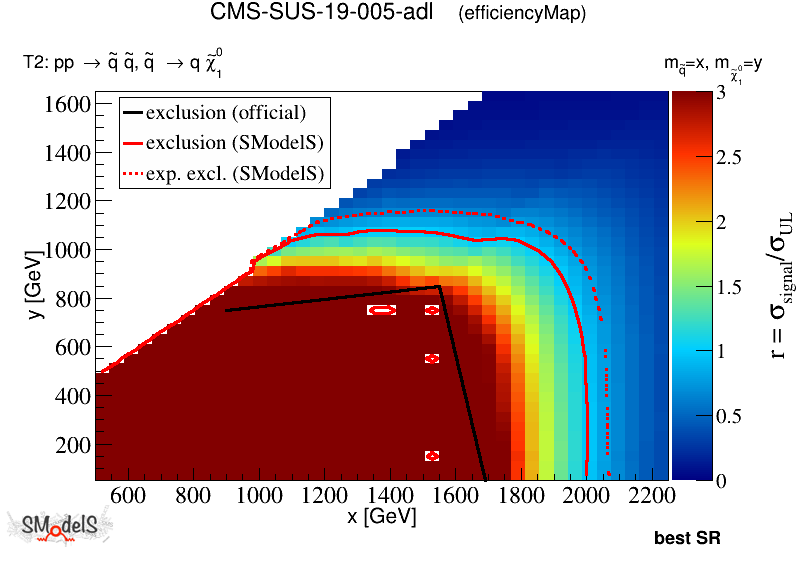 CMS-SUS-19-005-adl (efficiencyMap)
T2: pp → q̃ q̃, q̃ → q χ̃₁⁰
m_q̃=x, m_χ̃₁⁰=y
exclusion (official)
exclusion (SModelS)
exp. excl. (SModelS)
1600
1400
1200
1000
800
600
400
200
y [GeV]
600 800 1000 1200 1400 1600 1800 2000 2200
x [GeV]
3
2.5
2
1.5
1
0.5
0
r = σ_signal/σ_UL
SModelS
best SR